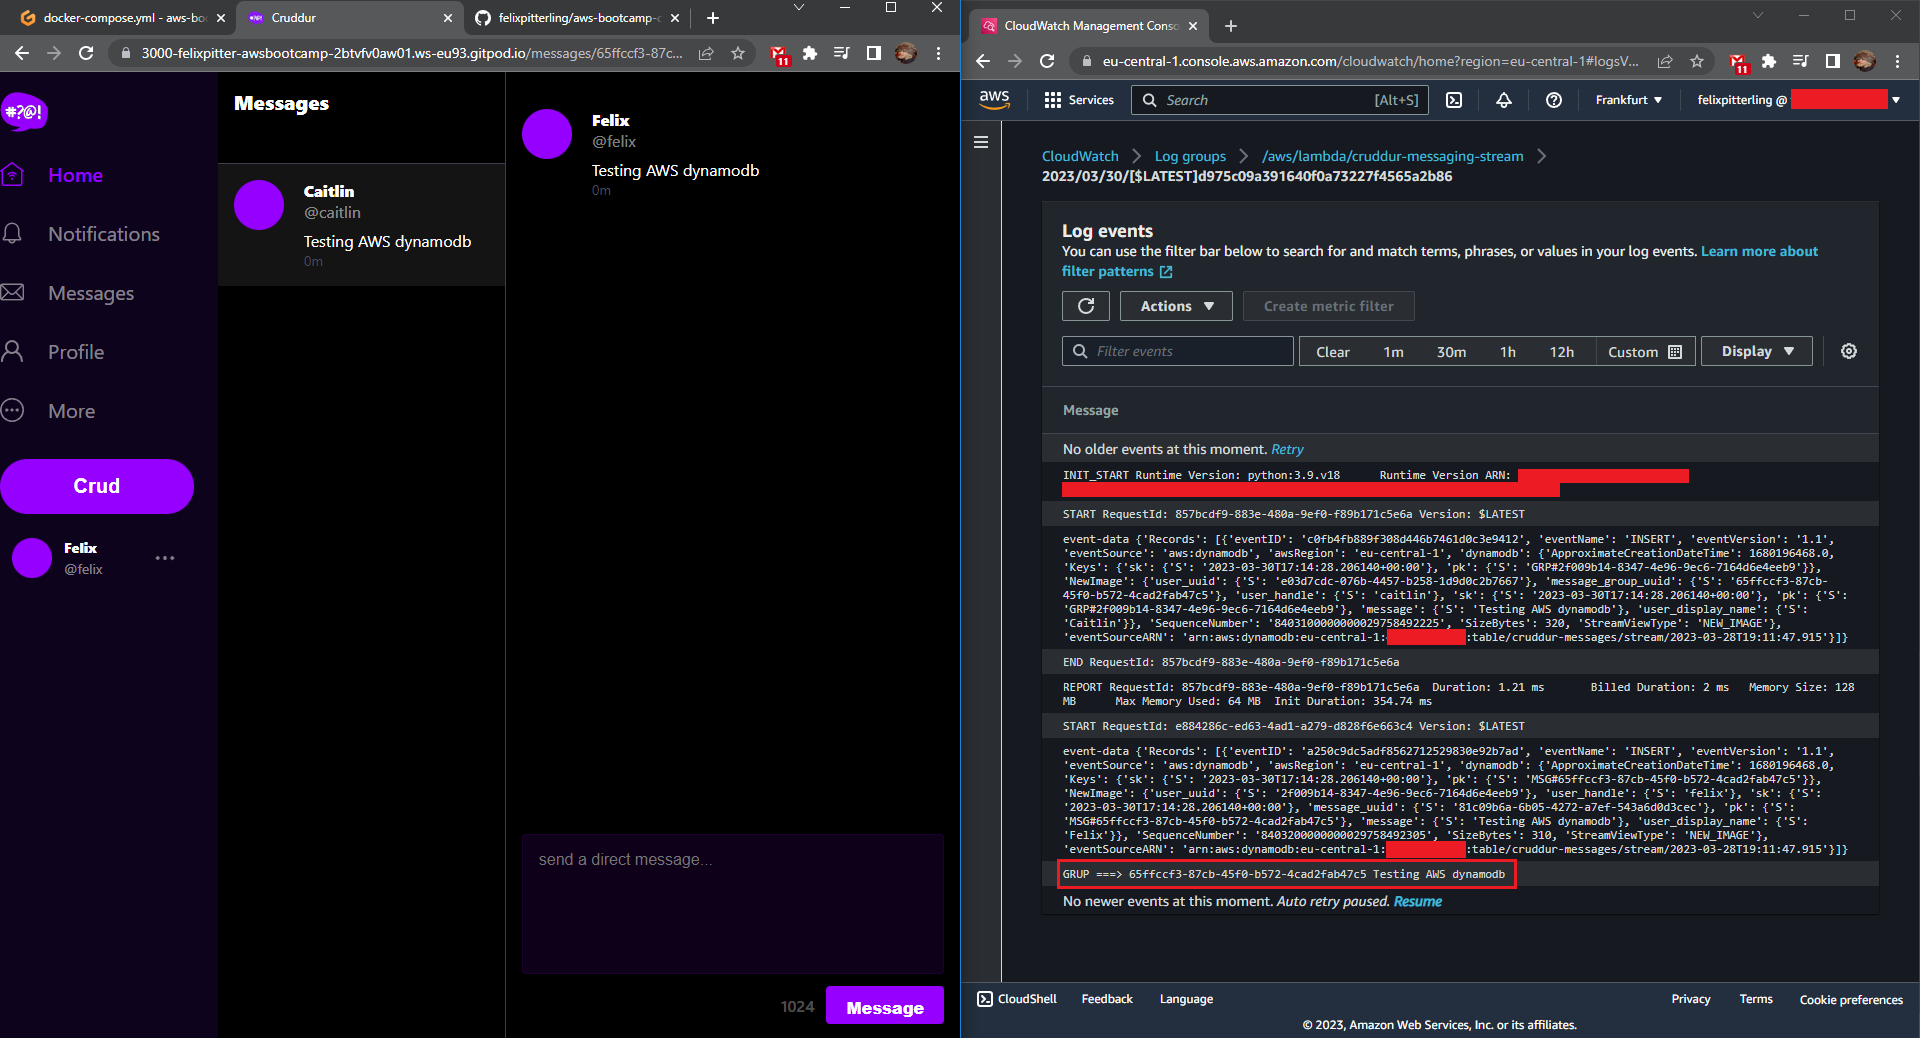 docker-compose.yml - aws-bo
Cruddur
felixpitterling/aws-bootcamp-c
3000-felixpitter-awsbootcamp-2btvfv0aw01.ws-eu93.gitpod.io/messages/65ffccf3-87c...
11
#?@!
Home
Notifications
Messages
Profile
More
Crud
Felix
@felix
Messages
Caitlin
@caitlin
Testing AWS dynamodb
0m
Felix
@felix
Testing AWS dynamodb
0m
send a direct message...
1024
Message
CloudWatch Management Conso
eu-central-1.console.aws.amazon.com/cloudwatch/home?region=eu-central-1#logsV...
11
aws
Services
Search
[Alt+S]
Frankfurt
felixpitterling @
CloudWatch
Log groups
/aws/lambda/cruddur-messaging-stream
2023/03/30/[$LATEST]d975c09a391640f0a73227f4565a2b86
Log events
You can use the filter bar below to search for and match terms, phrases, or values in your log events. Learn more about
filter patterns
Actions
Create metric filter
Filter events
Clear
1m
30m
1h
12h
Custom
Display
Message
No older events at this moment. Retry
INIT_START Runtime Version: python:3.9.v18 Runtime Version ARN:
START RequestId: 857bcdf9-883e-480a-9ef0-f89b171c5e6a Version: $LATEST
event-data {'Records': [{'eventID': 'c0fb4fb889f308d446b7461d0c3e9412', 'eventName': 'INSERT', 'eventVersion': '1.1',
'eventSource': 'aws:dynamodb', 'awsRegion': 'eu-central-1', 'dynamodb': {'ApproximateCreationDateTime': 1680196468.0,
'Keys': {'sk': {'S': '2023-03-30T17:14:28.206140+00:00'}, 'pk': {'S': 'GRP#2f009b14-8347-4e96-9ec6-7164d6e4eeb9'}},
'NewImage': {'user_uuid': {'S': 'e03d7cdc-076b-4457-b258-1d9d0c2b7667'}, 'message_group_uuid': {'S': '65ffccf3-87cb-
45f0-b572-4cad2fab47c5'}, 'user_handle': {'S': 'caitlin'}, 'sk': {'S': '2023-03-30T17:14:28.206140+00:00'}, 'pk': {'S':
'GRP#2f009b14-8347-4e96-9ec6-7164d6e4eeb9'}, 'message': {'S': 'Testing AWS dynamodb'}, 'user_display_name': {'S':
'Caitlin'}}, 'SequenceNumber': '8403100000000029758492225', 'SizeBytes': 320, 'StreamViewType': 'NEW_IMAGE'},
'eventSourceARN': 'arn:aws:dynamodb:eu-central-1: :table/cruddur-messages/stream/2023-03-28T19:11:47.915'}]}
END RequestId: 857bcdf9-883e-480a-9ef0-f89b171c5e6a
REPORT RequestId: 857bcdf9-883e-480a-9ef0-f89b171c5e6a Duration: 1.21 ms Billed Duration: 2 ms Memory Size: 128
MB Max Memory Used: 64 MB Init Duration: 354.74 ms
START RequestId: e884286c-ed63-4ad1-a279-d828f6e663c4 Version: $LATEST
event-data {'Records': [{'eventID': 'a250c9dc5adf8562712529830e92b7ad', 'eventName': 'INSERT', 'eventVersion': '1.1',
'eventSource': 'aws:dynamodb', 'awsRegion': 'eu-central-1', 'dynamodb': {'ApproximateCreationDateTime': 1680196468.0,
'Keys': {'sk': {'S': '2023-03-30T17:14:28.206140+00:00'}, 'pk': {'S': 'MSG#65ffccf3-87cb-45f0-b572-4cad2fab47c5'}},
'NewImage': {'user_uuid': {'S': '2f009b14-8347-4e96-9ec6-7164d6e4eeb9'}, 'user_handle': {'S': 'felix'}, 'sk': {'S':
'2023-03-30T17:14:28.206140+00:00'}, 'message_uuid': {'S': '81c09b6a-6b05-4272-a7ef-543a6d0d3cec'}, 'pk': {'S':
'MSG#65ffccf3-87cb-45f0-b572-4cad2fab47c5'}, 'message': {'S': 'Testing AWS dynamodb'}, 'user_display_name': {'S':
'Felix'}}, 'SequenceNumber': '8403200000000029758492305', 'SizeBytes': 310, 'StreamViewType': 'NEW_IMAGE'},
'eventSourceARN': 'arn:aws:dynamodb:eu-central-1: :table/cruddur-messages/stream/2023-03-28T19:11:47.915'}]}
GRUP ===> 65ffccf3-87cb-45f0-b572-4cad2fab47c5 Testing AWS dynamodb
No newer events at this moment. Auto retry paused. Resume
CloudShell
Feedback
Language
Privacy
Terms
Cookie preferences
© 2023, Amazon Web Services, Inc. or its affiliates.